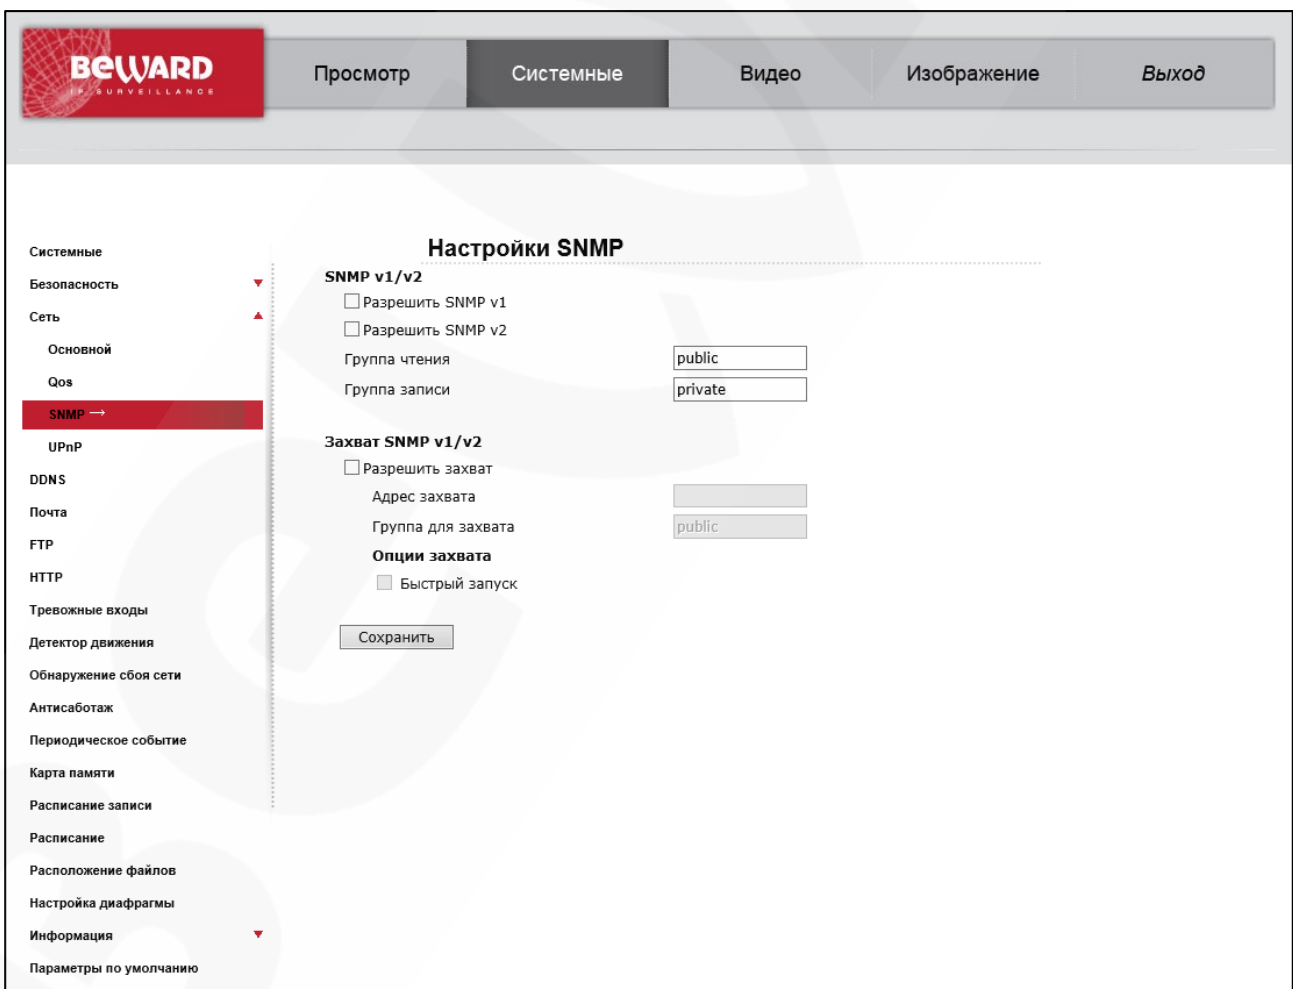 BEWARD
IP SURVEILLANCE
Просмотр
Системные
Видео
Изображение
Выход
Системные
Безопасность
Сеть
Основной
Qos
SNMP →
UPnP
DDNS
Почта
FTP
HTTP
Тревожные входы
Детектор движения
Обнаружение сбоя сети
Антисаботаж
Периодическое событие
Карта памяти
Расписание записи
Расписание
Расположение файлов
Настройка диафрагмы
Информация
Параметры по умолчанию
Настройки SNMP
SNMP v1/v2
Разрешить SNMP v1
Разрешить SNMP v2
Группа чтения public
Группа записи private
Захват SNMP v1/v2
Разрешить захват
Адрес захвата
Группа для захвата public
Опции захвата
Быстрый запуск
Сохранить